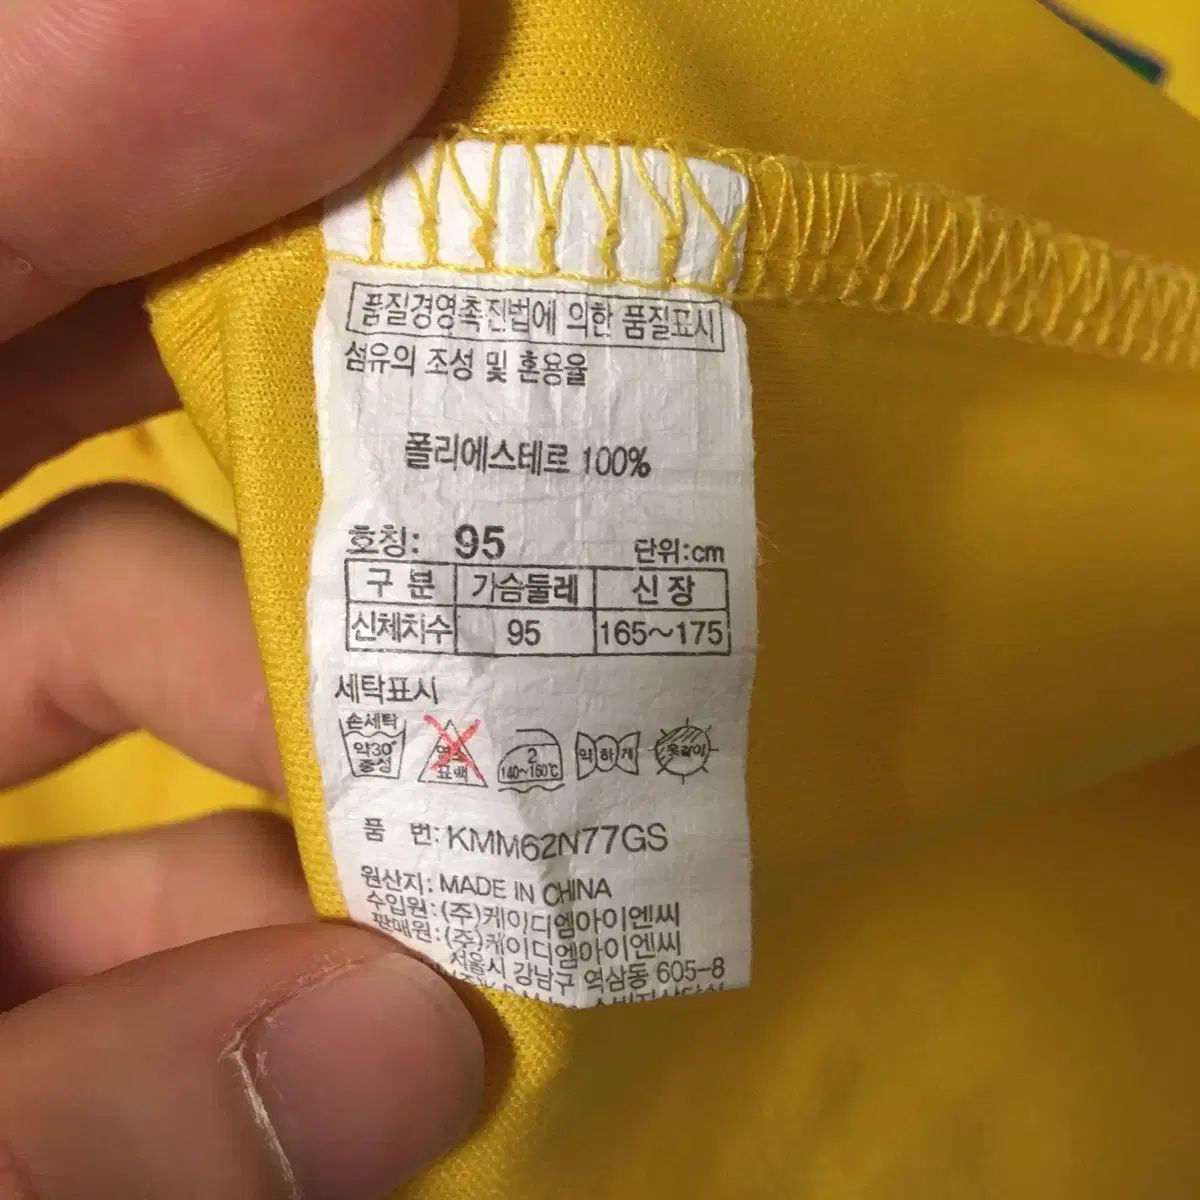 품질경영촉진법에 의한 품질표시
섬유의 조성 및 혼용율
폴리에스테르 100%
호칭: 95 단위:cm
구 분 가슴둘레 신 장
신체치수 95 165~175
세탁표시
손세탁
약30° 중성
염소 표백
2 140~160℃
약하게
옷걸이
품 번: KMM62N77GS
원산지: MADE IN CHINA
수입원: (주)케이디엠아이엔씨
판매원: (주)케이디엠아이엔씨
서울시 강남구 역삼동 605-8